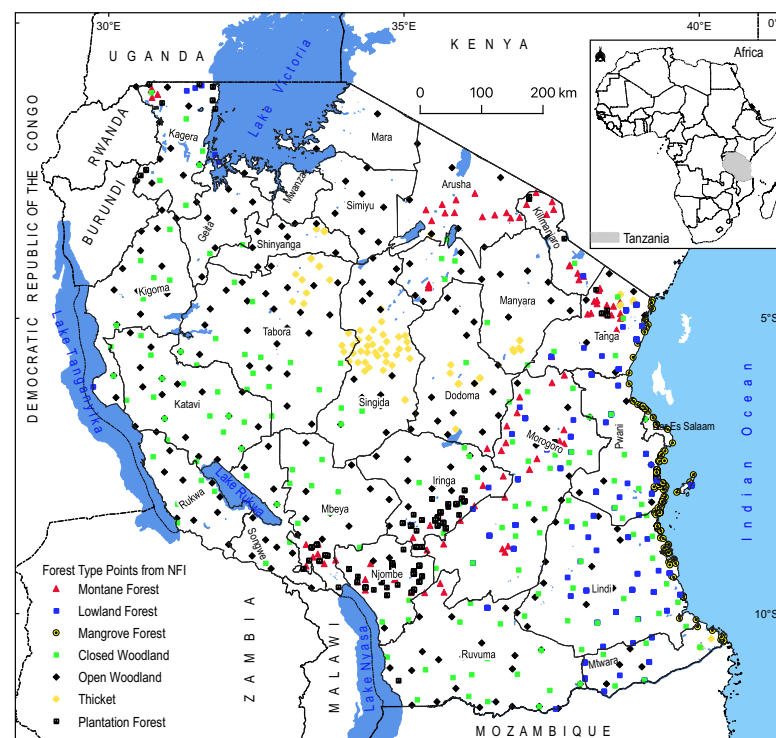 30°E
35°E
40°E
0°
UGANDA
KENYA
Africa
Lake Victoria
0 100 200 km
Kagera
RWANDA
Mara
DEMOCRATIC REPUBLIC OF THE CONGO
Mwanza
Arusha
BURUNDI
Simiyu
Kilimanjaro
Geita
Shinyanga
Tanzania
Kigoma
Manyara
5°S
Tabora
Tanga
Lake Tanganyika
Katavi
Singida
Dodoma
Indian Ocean
Pwani
Dar Es Salaam
Morogoro
Lake Rukwa
Iringa
Rukwa
Mbeya
Songwe
Forest Type Points from NFI
Montane Forest
Lowland Forest
Mangrove Forest
Closed Woodland
Open Woodland
Thicket
Plantation Forest
Njombe
Lindi
10°S
ZAMBIA
MALAWI
Lake Nyasa
Ruvuma
Mtwara
MOZAMBIQUE